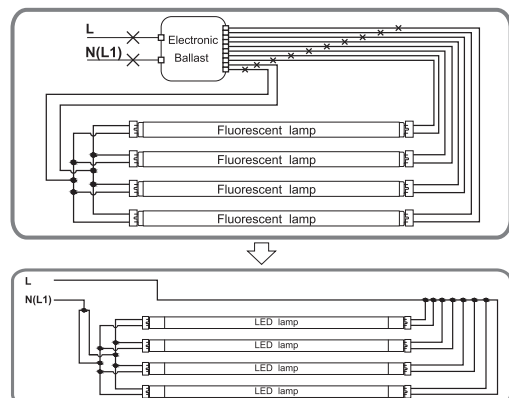 L
N(L1)
Electronic
Ballast
Fluorescent lamp
Fluorescent lamp
Fluorescent lamp
Fluorescent lamp
L
N(L1)
LED lamp
LED lamp
LED lamp
LED lamp